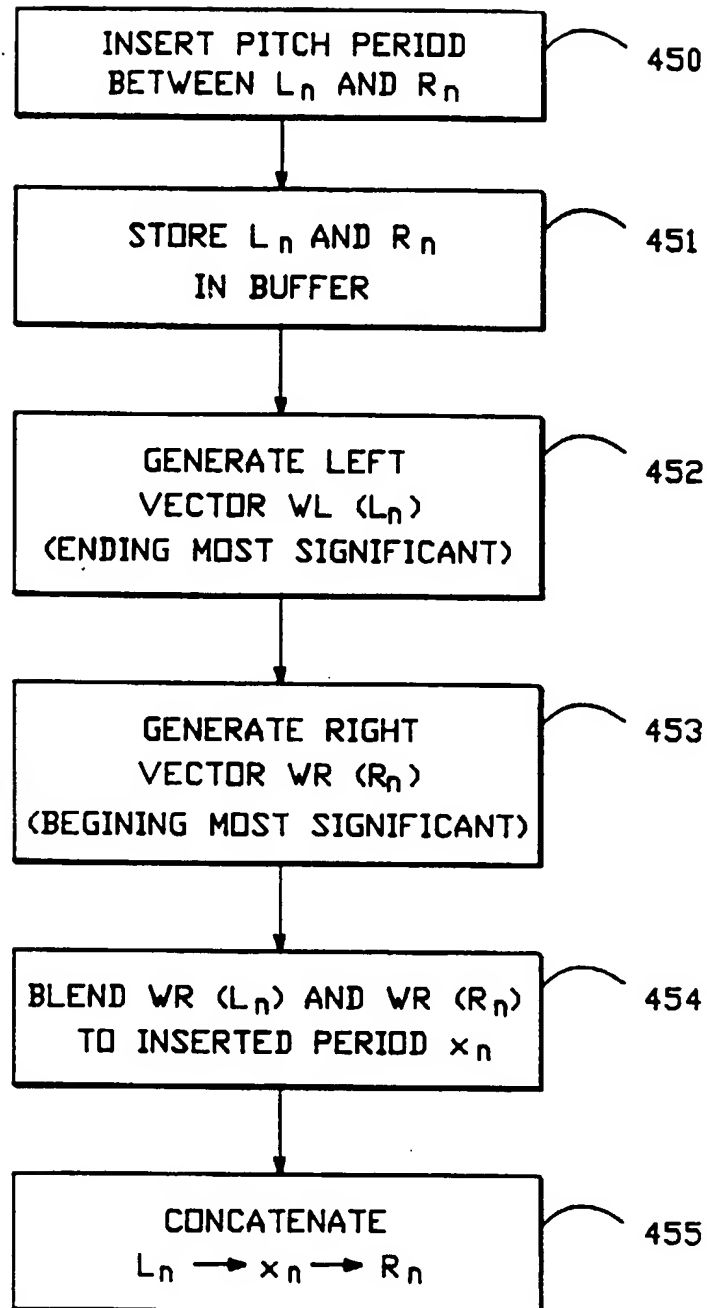 INSERT PITCH PERIOD
BETWEEN Ln AND Rn
450
STORE Ln AND Rn
IN BUFFER
451
GENERATE LEFT
VECTOR WL (Ln)
(ENDING MOST SIGNIFICANT)
452
GENERATE RIGHT
VECTOR WR (Rn)
(BEGINING MOST SIGNIFICANT)
453
BLEND WR (Ln) AND WR (Rn)
TO INSERTED PERIOD xn
454
CONCATENATE
Ln → xn → Rn
455